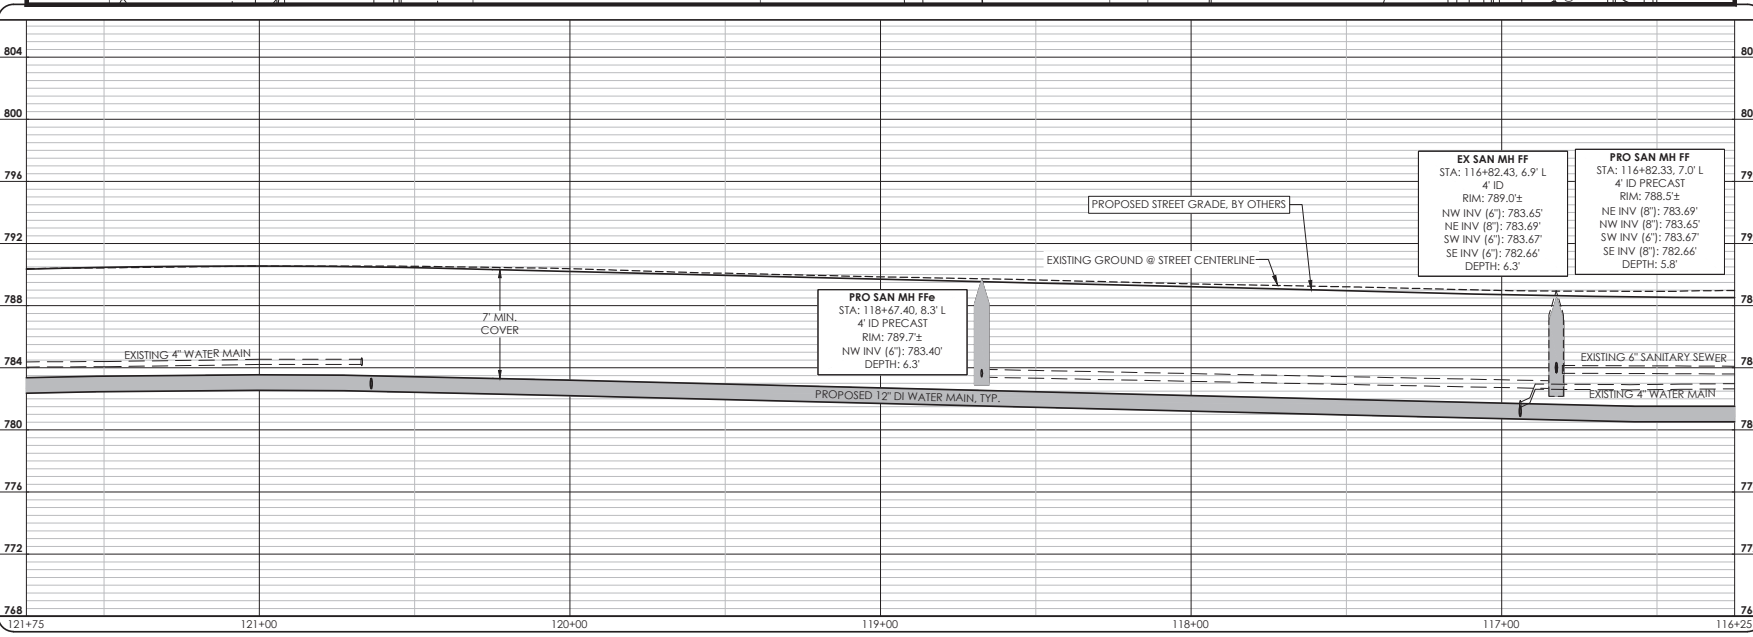 804
800
796
792
788
784
780
776
772
768
EX SAN MH FF
STA: 116+82.43, 6.9' L
4' ID
RIM: 789.0'±
NW INV (6"): 783.65'
NE INV (8"): 783.69'
SW INV (6"): 783.67'
SE INV (6"): 782.66'
DEPTH: 6.3'
PRO SAN MH FF
STA: 116+82.33, 7.0' L
4' ID PRECAST
RIM: 788.5'±
NE INV (8"): 783.69'
NW INV (8"): 783.65'
SW INV (6"): 783.67'
SE INV (8"): 782.66'
DEPTH: 5.8'
PROPOSED STREET GRADE, BY OTHERS
EXISTING GROUND @ STREET CENTERLINE
PRO SAN MH FFe
STA: 118+67.40, 8.3' L
4' ID PRECAST
RIM: 789.7'±
NW INV (6"): 783.40'
DEPTH: 6.3'
7' MIN.
COVER
EXISTING 4" WATER MAIN
EXISTING 6" SANITARY SEWER
PROPOSED 12" DI WATER MAIN, TYP.
EXISTING 4" WATER MAIN
121+75
121+00
120+00
119+00
118+00
117+00
116+25